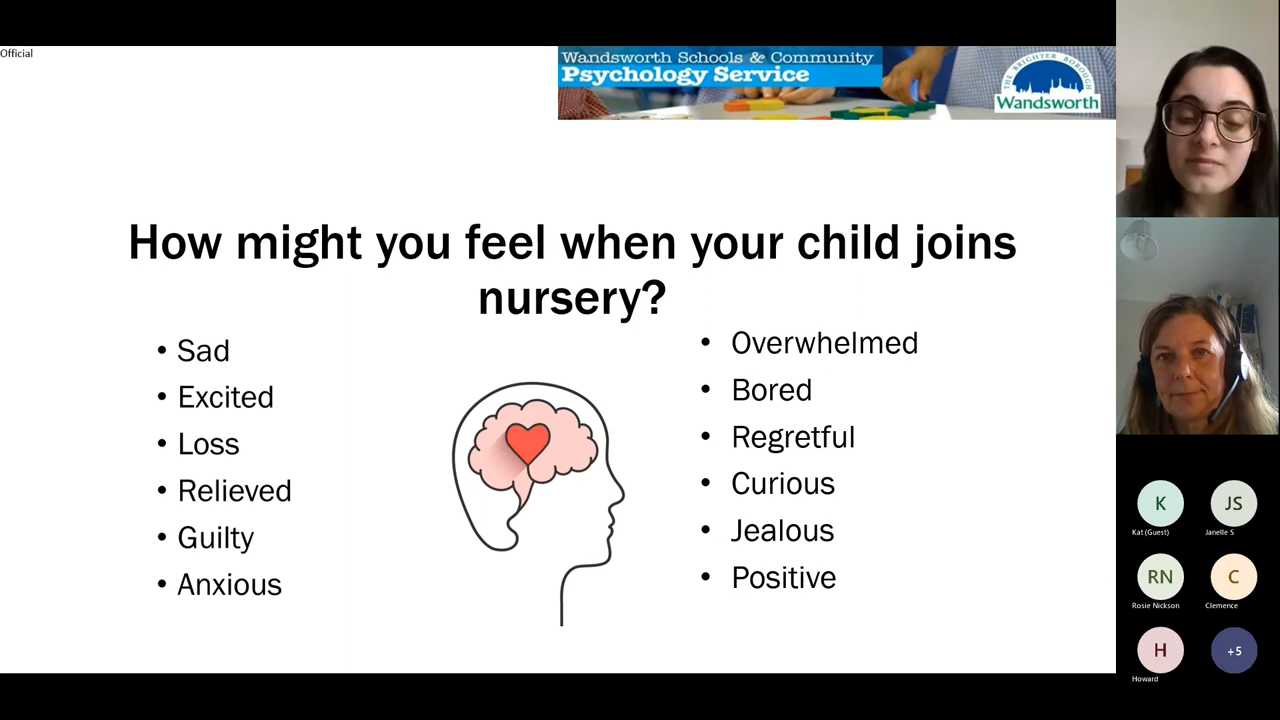 Official
Wandsworth Schools & Community
Psychology Service
THE BRIGHTER BOROUGH
Wandsworth
How might you feel when your child joins
nursery?
• Sad
• Excited
• Loss
• Relieved
• Guilty
• Anxious
• Overwhelmed
• Bored
• Regretful
• Curious
• Jealous
• Positive
K
Kat (Guest)
JS
Janelle S
RN
Rosie Nickson
C
Clemence
H
Howard
+5